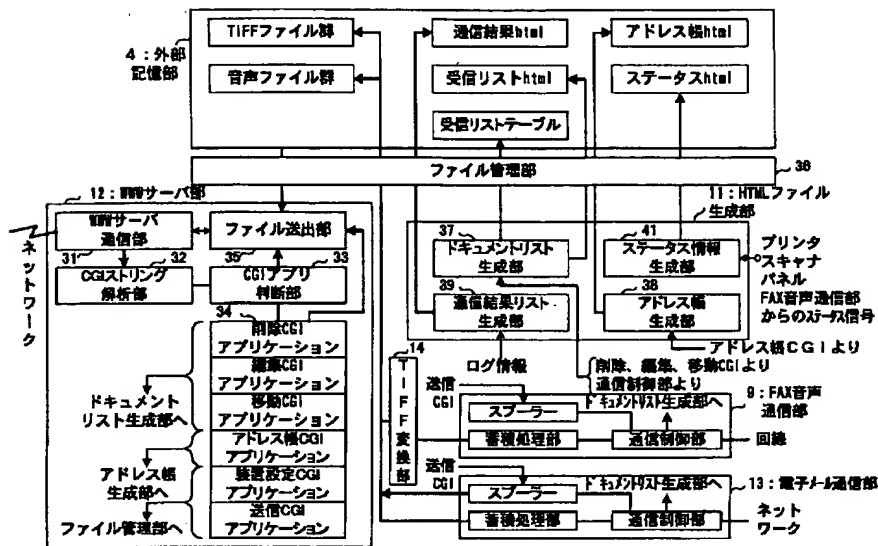 4：外部
記憶部
TiFFファイル群
通信結果html
アドレス帳html
音声ファイル群
受信リストhtml
ステータスhtml
受信リストテーブル
ファイル管理部
36
12：WWWサーバ部
11：HTMLファイル
生成部
ネットワーク
WWWサーバ
通信部
31
ファイル送出部
35
32
CGIストリング
解析部
33
CGIアプリ
判断部
37
ドキュメントリスト
生成部
41
ステータス情報
生成部
プリンタ
スキャナ
パネル
FAX音声通信部
からのステータス信号
39
通信結果リスト
生成部
38
アドレス帳
生成部
アドレス帳CGIより
ログ情報
削除、編集、移動CGIより
通信制御部より
34
削除CGI
アプリケーション
編集CGI
アプリケーション
移動CGI
アプリケーション
アドレス帳CGI
アプリケーション
装置設定CGI
アプリケーション
送信CGI
アプリケーション
ドキュメント
リスト生成部へ
アドレス帳
生成部へ
ファイル管理部へ
14
TIFF変換部
送信
CGI
スプーラー
ドキュメントリスト生成部へ
9：FAX音声
通信部
蓄積処理部
通信制御部
回線
送信
CGI
スプーラー
ドキュメントリスト生成部へ
13：電子メール通信部
蓄積処理部
通信制御部
ネット
ワーク